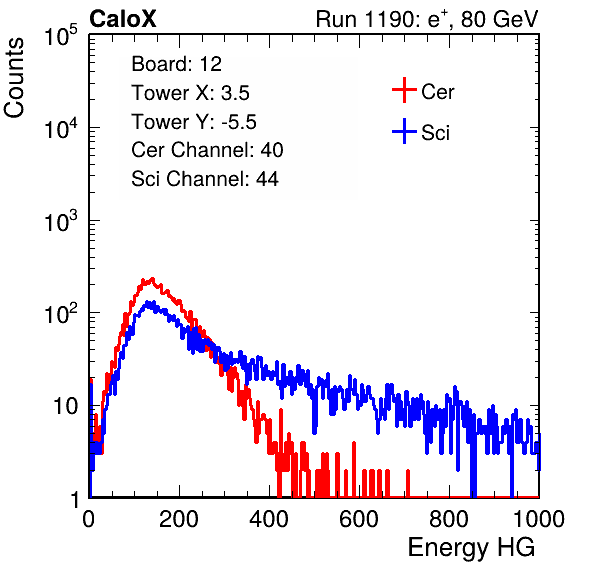 CaloX Run 1190: e⁺, 80 GeV
Counts
10⁵
10⁴
10³
10²
10
1
Board: 12
Tower X: 3.5
Tower Y: -5.5
Cer Channel: 40
Sci Channel: 44
Cer
Sci
0 200 400 600 800 1000
Energy HG